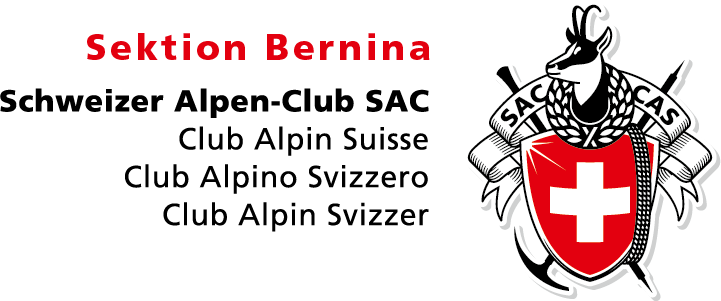 Sektion Bernina
Schweizer Alpen-Club SAC
Club Alpin Suisse
Club Alpino Svizzero
Club Alpin Svizzer
SAC CAS